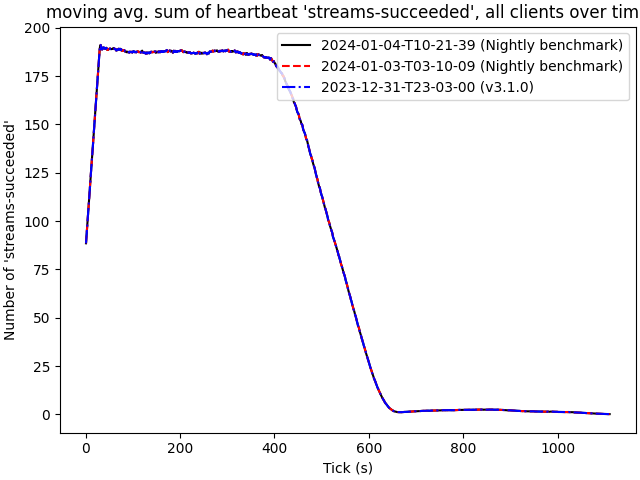 moving avg. sum of heartbeat 'streams-succeeded', all clients over tim
2024-01-04-T10-21-39 (Nightly benchmark)
2024-01-03-T03-10-09 (Nightly benchmark)
2023-12-31-T23-03-00 (v3.1.0)
Number of 'streams-succeeded'
200
175
150
125
100
75
50
25
0
0 200 400 600 800 1000
Tick (s)